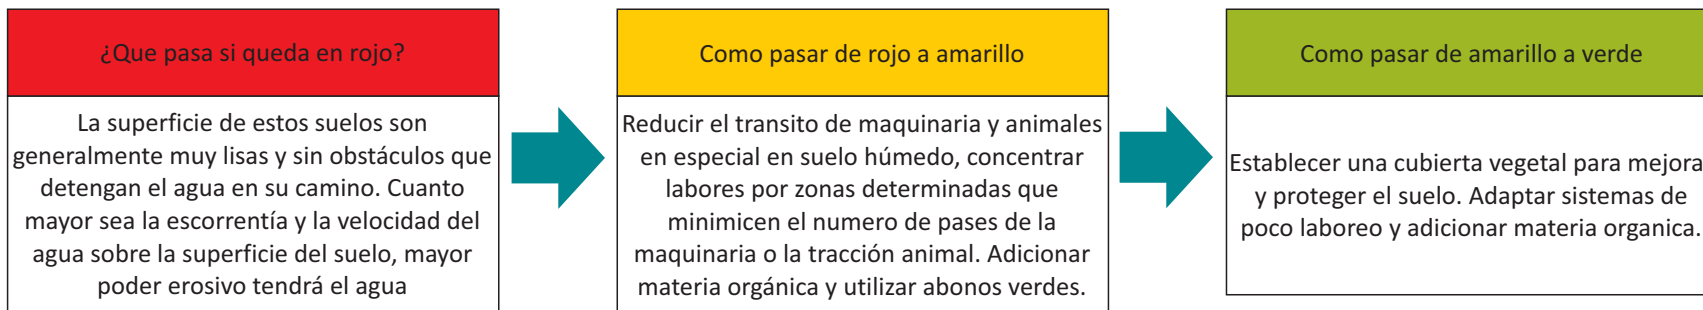 ¿Que pasa si queda en rojo?
La superficie de estos suelos son
generalmente muy lisas y sin obstáculos que
detengan el agua en su camino. Cuanto
mayor sea la escorrentía y la velocidad del
agua sobre la superficie del suelo, mayor
poder erosivo tendrá el agua
Como pasar de rojo a amarillo
Reducir el transito de maquinaria y animales
en especial en suelo húmedo, concentrar
labores por zonas determinadas que
minimicen el numero de pases de la
maquinaria o la tracción animal. Adicionar
materia orgánica y utilizar abonos verdes.
Como pasar de amarillo a verde
Establecer una cubierta vegetal para mejora
y proteger el suelo. Adaptar sistemas de
poco laboreo y adicionar materia organica.